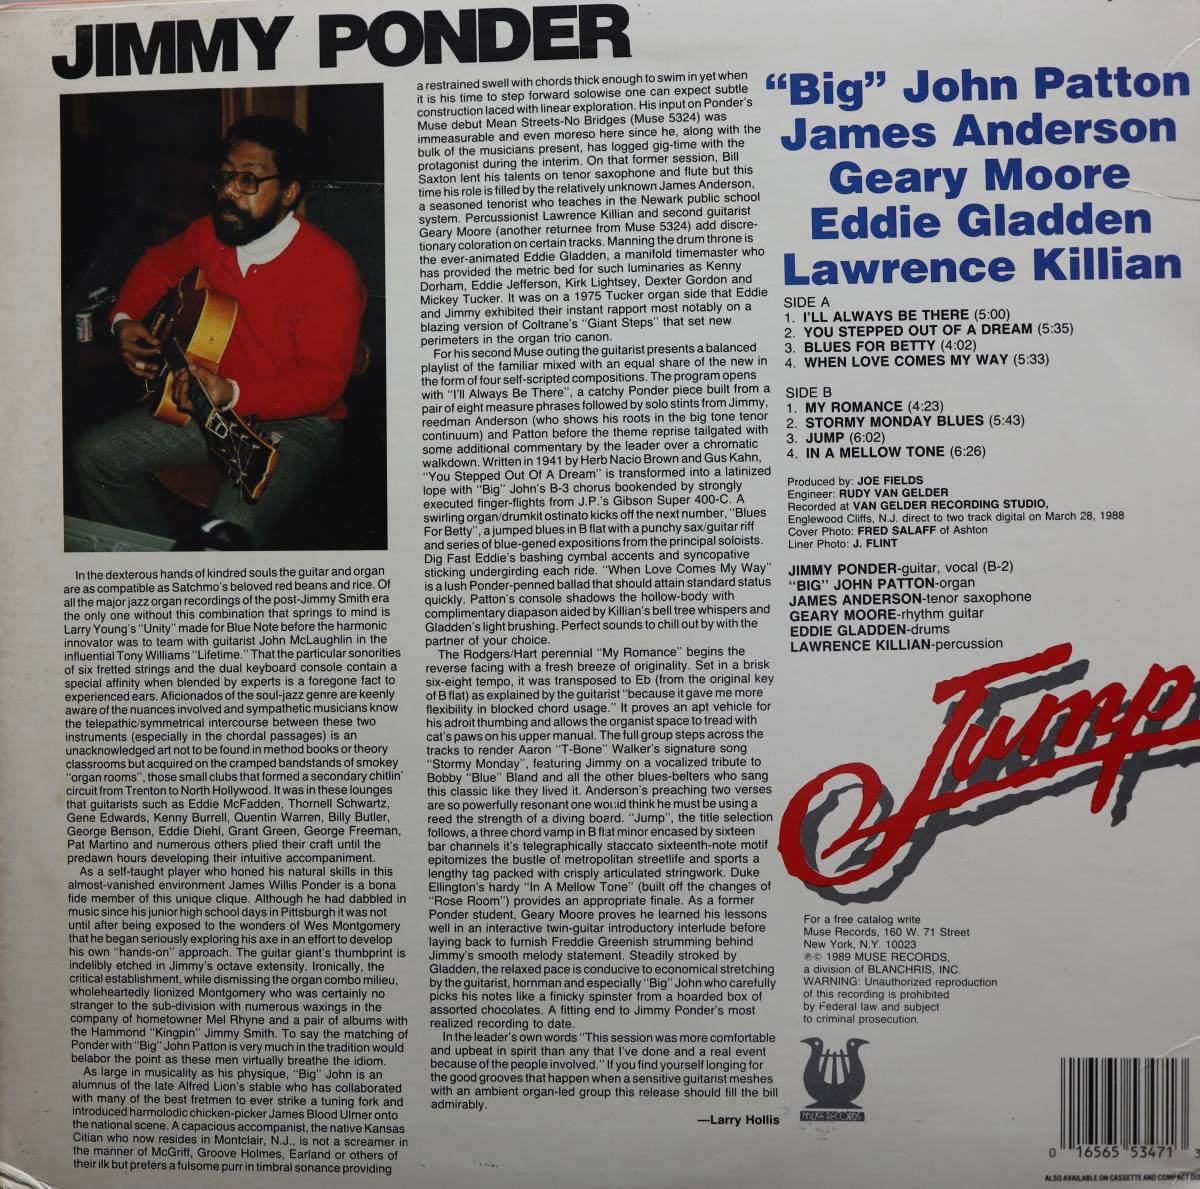 JIMMY PONDER
In the dexterous hands of kindred souls the guitar and organ
are as compatible as Satchmo's beloved red beans and rice. Of
all the major jazz organ recordings of the post-Jimmy Smith era
the only one without this combination that springs to mind is
Larry Young's "Unity" made for Blue Note before the harmonic
innovator was to team with guitarist John McLaughlin in the
influential Tony Williams "Lifetime." That the particular sonorities
of six fretted strings and the dual keyboard console contain a
special affinity when blended by experts is a foregone fact to
experienced ears. Aficionados of the soul-jazz genre are keenly
aware of the nuances involved and sympathetic musicians know
the telepathic/symmetrical intercourse between these two
instruments (especially in the chordal passages) is an
unacknowledged art not to be found in method books or theory
classrooms but acquired on the cramped bandstands of smokey
"organ rooms", those small clubs that formed a secondary chitlin'
circuit from Trenton to North Hollywood. It was in these lounges
that guitarists such as Eddie McFadden, Thornell Schwartz,
Gene Edwards, Kenny Burrell, Quentin Warren, Billy Butler,
George Benson, Eddie Diehl, Grant Green, George Freeman,
Pat Martino and numerous others plied their craft until the
predawn hours developing their intuitive accompaniment.
As a self-taught player who honed his natural skills in this
almost-vanished environment James Willis Ponder is a bona
fide member of this unique clique. Although he had dabbled in
music since his junior high school days in Pittsburgh it was not
until after being exposed to the wonders of Wes Montgomery
that he began seriously exploring his axe in an effort to develop
his own "hands-on" approach. The guitar giant's thumbprint is
indelibly etched in Jimmy's octave extensity. Ironically, the
critical establishment, while dismissing the organ combo milieu,
wholeheartedly lionized Montgomery who was certainly no
stranger to the sub-division with numerous waxings in the
company of hometowner Mel Rhyne and a pair of albums with
the Hammond "Kingpin" Jimmy Smith. To say the matching of
Ponder with "Big" John Patton is very much in the tradition would
belabor the point as these men virtually breathe the idiom.
As large in musicality as his physique, "Big" John is an
alumnus of the late Alfred Lion's stable who has collaborated
with many of the best fretmen to ever strike a tuning fork and
introduced harmolodic chicken-picker James Blood Ulmer onto
the national scene. A capacious accompanist, the native Kansas
Citian who now resides in Montclair, N.J., is not a screamer in
the manner of McGriff, Groove Holmes, Earland or others of
their ilk but prefers a fulsome purr in timbral sonance providing
a restrained swell with chords thick enough to swim in yet when
it is his time to step forward solowise one can expect subtle
construction laced with linear exploration. His input on Ponder's
Muse debut Mean Streets-No Bridges (Muse 5324) was
immeasurable and even moreso here since he, along with the
bulk of the musicians present, has logged gig-time with the
protagonist during the interim. On that former session, Bill
Saxton lent his talents on tenor saxophone and flute but this
time his role is filled by the relatively unknown James Anderson,
a seasoned tenorist who teaches in the Newark public school
system. Percussionist Lawrence Killian and second guitarist
Geary Moore (another returnee from Muse 5324) add discre-
tionary coloration on certain tracks. Manning the drum throne is
the ever-animated Eddie Gladden, a manifold timemaster who
has provided the metric bed for such luminaries as Kenny
Dorham, Eddie Jefferson, Kirk Lightsey, Dexter Gordon and
Mickey Tucker. It was on a 1975 Tucker organ side that Eddie
and Jimmy exhibited their instant rapport most notably on a
blazing version of Coltrane's "Giant Steps" that set new
perimeters in the organ trio canon.
For his second Muse outing the guitarist presents a balanced
playlist of the familiar mixed with an equal share of the new in
the form of four self-scripted compositions. The program opens
with "I'll Always Be There", a catchy Ponder piece built from a
pair of eight measure phrases followed by solo stints from Jimmy,
reedman Anderson (who shows his roots in the big tone tenor
continuum) and Patton before the theme reprise tailgated with
some additional commentary by the leader over a chromatic
walkdown. Written in 1941 by Herb Nacio Brown and Gus Kahn,
"You Stepped Out Of A Dream" is transformed into a latinized
lope with "Big" John's B-3 chorus bookended by strongly
executed finger-flights from J.P.'s Gibson Super 400-C. A
swirling organ/drumkit ostinato kicks off the next number, "Blues
For Betty", a jumped blues in B flat with a punchy sax/guitar riff
and series of blue-gened expositions from the principal soloists.
Dig Fast Eddie's bashing cymbal accents and syncopative
sticking undergirding each ride. "When Love Comes My Way"
is a lush Ponder-penned ballad that should attain standard status
quickly. Patton's console shadows the hollow-body with
complimentary diapason aided by Killian's bell tree whispers and
Gladden's light brushing. Perfect sounds to chill out by with the
partner of your choice.
The Rodgers/Hart perennial "My Romance" begins the
reverse facing with a fresh breeze of originality. Set in a brisk
six-eight tempo, it was transposed to Eb (from the original key
of B flat) as explained by the guitarist "because it gave me more
flexibility in blocked chord usage." It proves an apt vehicle for
his adroit thumbing and allows the organist space to tread with
cat's paws on his upper manual. The full group steps across the
tracks to render Aaron "T-Bone" Walker's signature song
"Stormy Monday", featuring Jimmy on a vocalized tribute to
Bobby "Blue" Bland and all the other blues-belters who sang
this classic like they lived it. Anderson's preaching two verses
are so powerfully resonant one would think he must be using a
reed the strength of a diving board. "Jump", the title selection
follows, a three chord vamp in B flat minor encased by sixteen
bar channels it's telegraphically staccato sixteenth-note motif
epitomizes the bustle of metropolitan streetlife and sports a
lengthy tag packed with crisply articulated stringwork. Duke
Ellington's hardy "In A Mellow Tone" (built off the changes of
"Rose Room") provides an appropriate finale. As a former
Ponder student, Geary Moore proves he learned his lessons
well in an interactive twin-guitar introductory interlude before
laying back to furnish Freddie Greenish strumming behind
Jimmy's smooth melody statement. Steadily stroked by
Gladden, the relaxed pace is conducive to economical stretching
by the guitarist, hornman and especially "Big" John who carefully
picks his notes like a finicky spinster from a hoarded box of
assorted chocolates. A fitting end to Jimmy Ponder's most
realized recording to date.
In the leader's own words "This session was more comfortable
and upbeat in spirit than any that I've done and a real event
because of the people involved." If you find yourself longing for
the good grooves that happen when a sensitive guitarist meshes
with an ambient organ-led group this release should fill the bill
admirably.
—Larry Hollis
"Big" John Patton
James Anderson
Geary Moore
Eddie Gladden
Lawrence Killian
SIDE A
1. I'LL ALWAYS BE THERE (5:00)
2. YOU STEPPED OUT OF A DREAM (5:35)
3. BLUES FOR BETTY (4:02)
4. WHEN LOVE COMES MY WAY (5:33)
SIDE B
1. MY ROMANCE (4:23)
2. STORMY MONDAY BLUES (5:43)
3. JUMP (6:02)
4. IN A MELLOW TONE (6:26)
Produced by: JOE FIELDS
Engineer: RUDY VAN GELDER
Recorded at VAN GELDER RECORDING STUDIO,
Englewood Cliffs, N.J. direct to two track digital on March 28, 1988
Cover Photo: FRED SALAFF of Ashton
Liner Photo: J. FLINT
JIMMY PONDER-guitar, vocal (B-2)
"BIG" JOHN PATTON-organ
JAMES ANDERSON-tenor saxophone
GEARY MOORE-rhythm guitar
EDDIE GLADDEN-drums
LAWRENCE KILLIAN-percussion
Jump
For a free catalog write
Muse Records, 160 W. 71 Street
New York, N.Y. 10023
℗© 1989 MUSE RECORDS,
a division of BLANCHRIS, INC.
WARNING: Unauthorized reproduction
of this recording is prohibited
by Federal law and subject
to criminal prosecution.
MUSE RECORDS
0 16565 53471 3
ALSO AVAILABLE ON CASSETTE AND COMPACT DIS